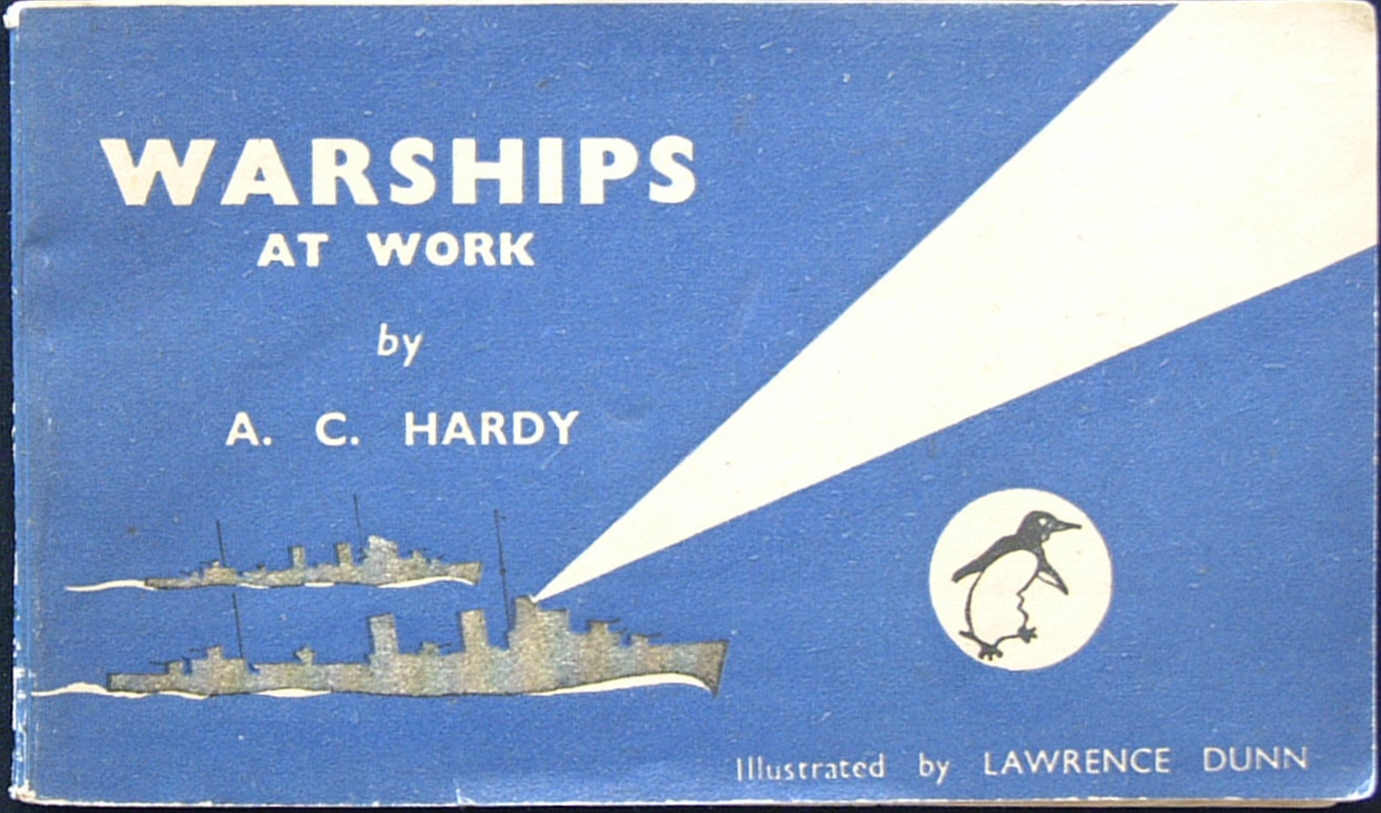 WARSHIPS
AT WORK
by
A. C. HARDY
Illustrated by LAWRENCE DUNN